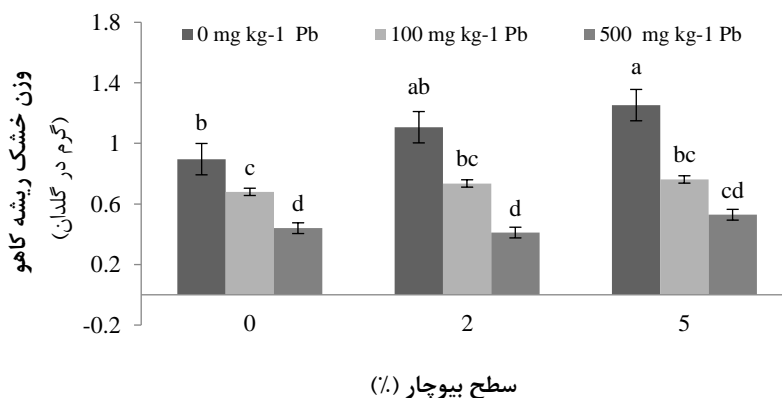 1.8
0 mg kg-1 Pb
100 mg kg-1 Pb
500 mg kg-1 Pb
1.4
1
0.6
0.2
-0.2
وزن خشک ریشه کاهو
(گرم در گلدان)
b
c
d
ab
bc
d
a
bc
cd
0
2
5
سطح بیوچار (٪)